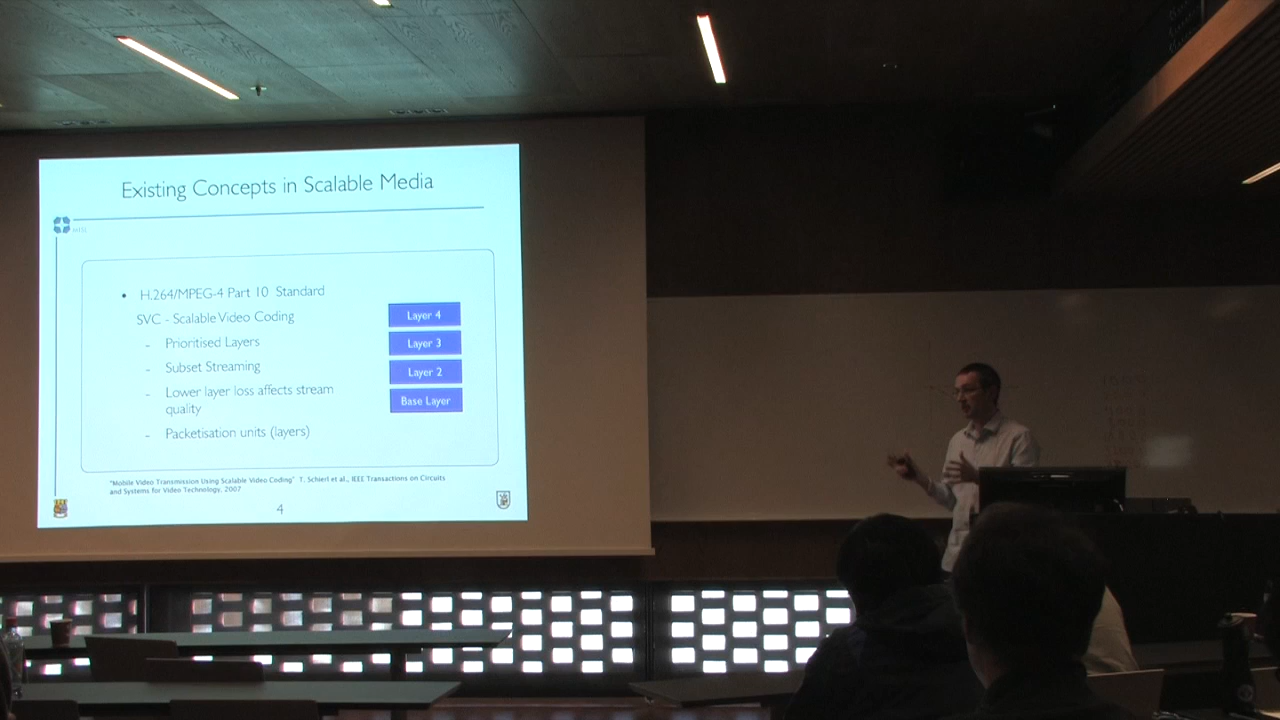 Existing Concepts in Scalable Media
• H.264/MPEG-4 Part 10 Standard
SVC - Scalable Video Coding
- Prioritised Layers
- Subset Streaming
- Lower layer loss affects stream
quality
- Packetisation units (layers)
Layer 4
Layer 3
Layer 2
Base Layer
"Mobile Video Transmission Using Scalable Video Coding" T. Schierl et al., IEEE Transactions on Circuits
and Systems for Video Technology, 2007
4